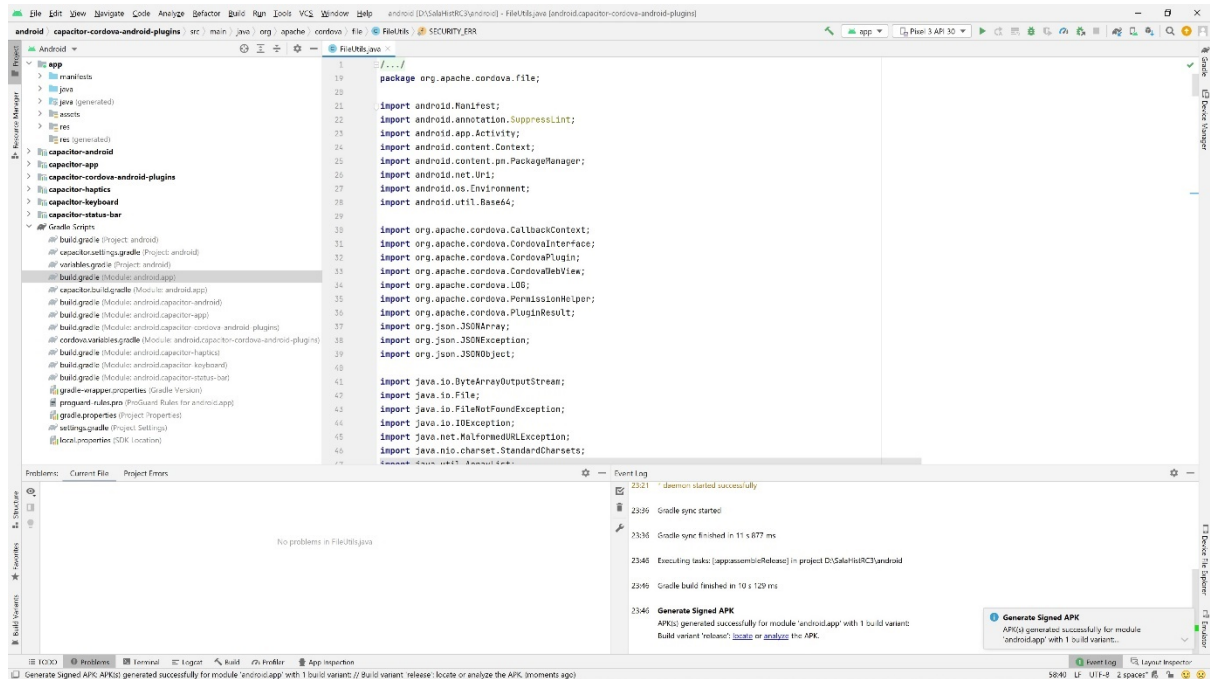 File Edit View Navigate Code Analyze Refactor Build Run Tools VCS Window Help android [D:\SalaHistRC3\android] - FileUtils.java [android.capacitor-cordova-android-plugins]
android capacitor-cordova-android-plugins src main java org apache cordova file FileUtils SECURITY_ERR
app Pixel 3 API 30
Project
Resource Manager
Structure
Favorites
Build Variants
Android
app
manifests
java
java (generated)
assets
res
res (generated)
capacitor-android
capacitor-app
capacitor-cordova-android-plugins
capacitor-haptics
capacitor-keyboard
capacitor-status-bar
Gradle Scripts
build.gradle (Project: android)
capacitor.settings.gradle (Project: android)
variables.gradle (Project: android)
build.gradle (Module: android.app)
capacitor.build.gradle (Module: android.app)
build.gradle (Module: android.capacitor-android)
build.gradle (Module: android.capacitor-app)
build.gradle (Module: android.capacitor-cordova-android-plugins)
cordova.variables.gradle (Module: android.capacitor-cordova-android-plugins)
build.gradle (Module: android.capacitor-haptics)
build.gradle (Module: android.capacitor-keyboard)
build.gradle (Module: android.capacitor-status-bar)
gradle-wrapper.properties (Gradle Version)
proguard-rules.pro (ProGuard Rules for android.app)
gradle.properties (Project Properties)
settings.gradle (Project Settings)
local.properties (SDK Location)
FileUtils.java
1 /.../
19 package org.apache.cordova.file;
20
21 import android.Manifest;
22 import android.annotation.SuppressLint;
23 import android.app.Activity;
24 import android.content.Context;
25 import android.content.pm.PackageManager;
26 import android.net.Uri;
27 import android.os.Environment;
28 import android.util.Base64;
29
30 import org.apache.cordova.CallbackContext;
31 import org.apache.cordova.CordovaInterface;
32 import org.apache.cordova.CordovaPlugin;
33 import org.apache.cordova.CordovaWebView;
34 import org.apache.cordova.LOG;
35 import org.apache.cordova.PermissionHelper;
36 import org.apache.cordova.PluginResult;
37 import org.json.JSONArray;
38 import org.json.JSONException;
39 import org.json.JSONObject;
40
41 import java.io.ByteArrayOutputStream;
42 import java.io.File;
43 import java.io.FileNotFoundException;
44 import java.io.IOException;
45 import java.net.MalformedURLException;
46 import java.nio.charset.StandardCharsets;
47 import java.util.ArrayList;
Gradle
Device Manager
Device File Explorer
Emulator
Problems: Current File Project Errors
No problems in FileUtils.java
Event Log
23:21 * daemon started successfully
23:36 Gradle sync started
23:36 Gradle sync finished in 11 s 877 ms
23:46 Executing tasks: [:app:assembleRelease] in project D:\SalaHistRC3\android
23:46 Gradle build finished in 10 s 129 ms
23:46 Generate Signed APK
APK(s) generated successfully for module 'android.app' with 1 build variant:
Build variant 'release': locate or analyze the APK.
Generate Signed APK
APK(s) generated successfully for module
'android.app' with 1 build variant:...
TODO Problems Terminal Logcat Build Profiler App Inspection Event Log Layout Inspector
Generate Signed APK: APK(s) generated successfully for module 'android.app' with 1 build variant: // Build variant 'release': locate or analyze the APK. (moments ago) 58:40 LF UTF-8 2 spaces*